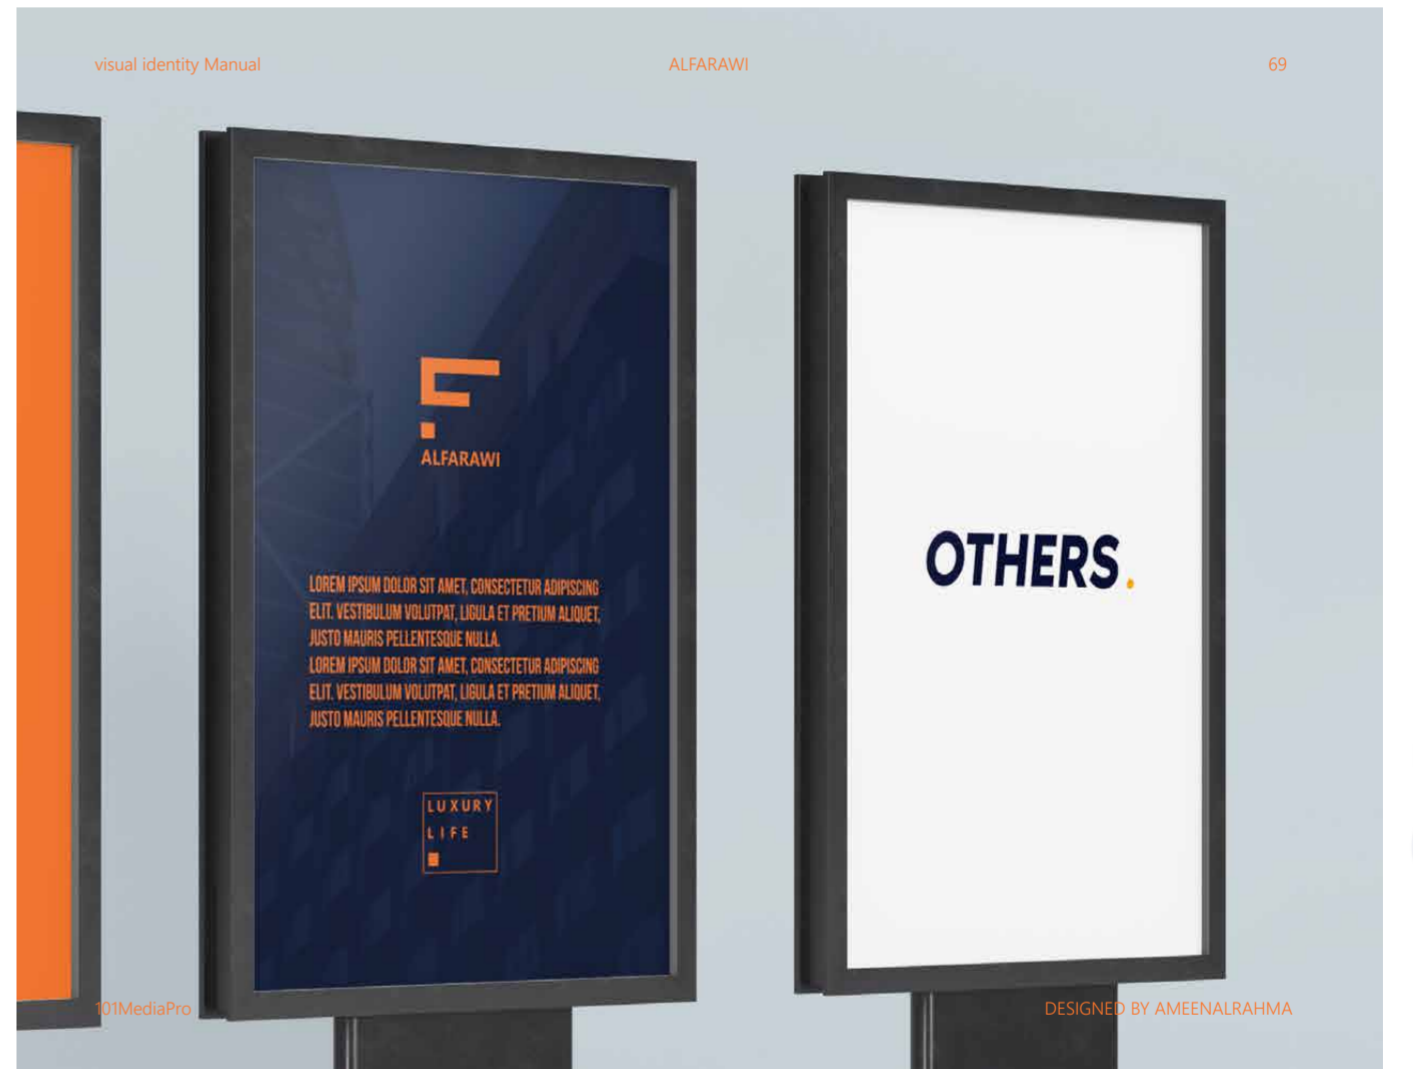 visual identity Manual
ALFARAWI
69
ALFARAWI
LOREM IPSUM DOLOR SIT AMET, CONSECTETUR ADIPISCING
ELIT. VESTIBULUM VOLUTPAT, LIGULA ET PRETIUM ALIQUET,
JUSTO MAURIS PELLENTESQUE NULLA.
LOREM IPSUM DOLOR SIT AMET, CONSECTETUR ADIPISCING
ELIT. VESTIBULUM VOLUTPAT, LIGULA ET PRETIUM ALIQUET,
JUSTO MAURIS PELLENTESQUE NULLA.
LUXURY
LIFE
OTHERS.
101MediaPro
DESIGNED BY AMEENALRAHMA